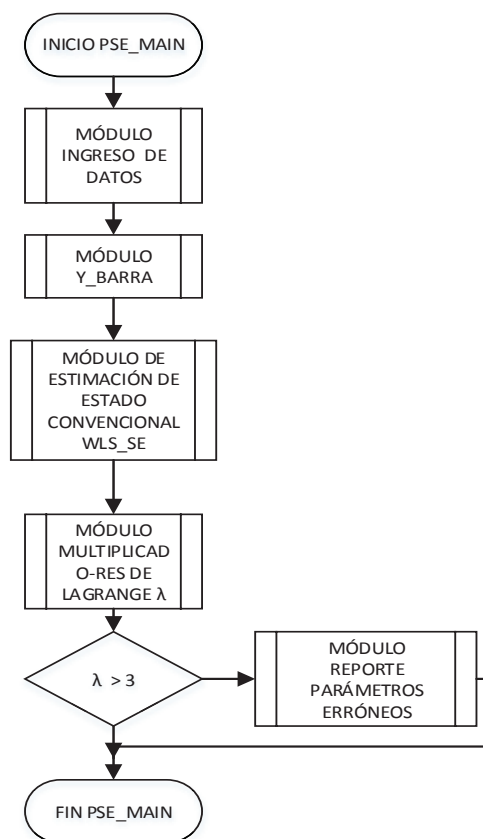 INICIO PSE_MAIN
MÓDULO
INGRESO DE
DATOS
MÓDULO
Y_BARRA
MÓDULO DE
ESTIMACIÓN DE
ESTADO
CONVENCIONAL
WLS_SE
MÓDULO
MULTIPLICAD
O-RES DE
LAGRANGE λ
λ > 3
MÓDULO
REPORTE
PARÁMETROS
ERRÓNEOS
FIN PSE_MAIN